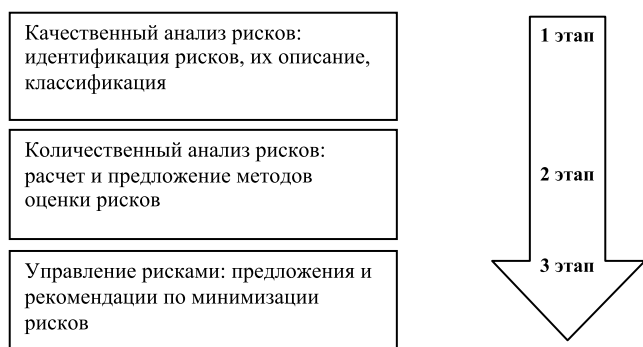 Качественный анализ рисков:
идентификация рисков, их описание,
классификация
1 этап
Количественный анализ рисков:
расчет и предложение методов
оценки рисков
2 этап
Управление рисками: предложения и
рекомендации по минимизации
рисков
3 этап